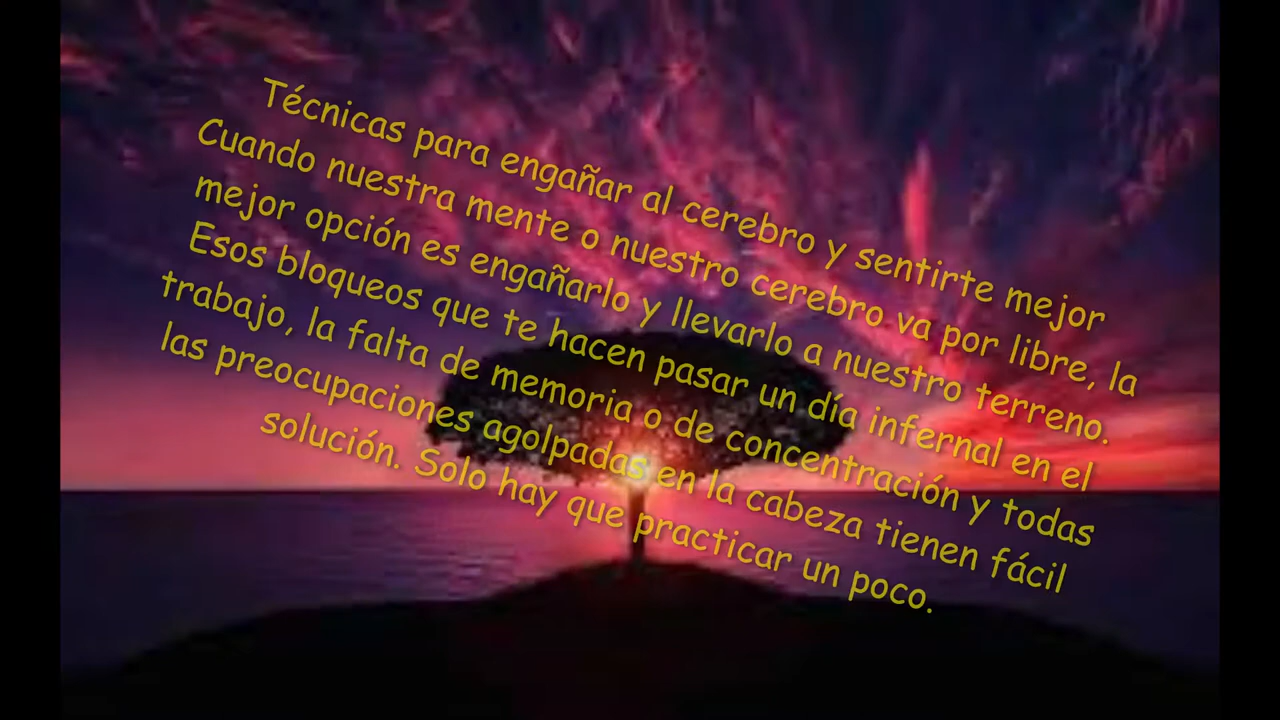 Técnicas para engañar al cerebro y sentirte mejor
Cuando nuestra mente o nuestro cerebro va por libre, la
mejor opción es engañarlo y llevarlo a nuestro terreno.
Esos bloqueos que te hacen pasar un día infernal en el
trabajo, la falta de memoria o de concentración y todas
las preocupaciones agolpadas en la cabeza tienen fácil
solución. Solo hay que practicar un poco.